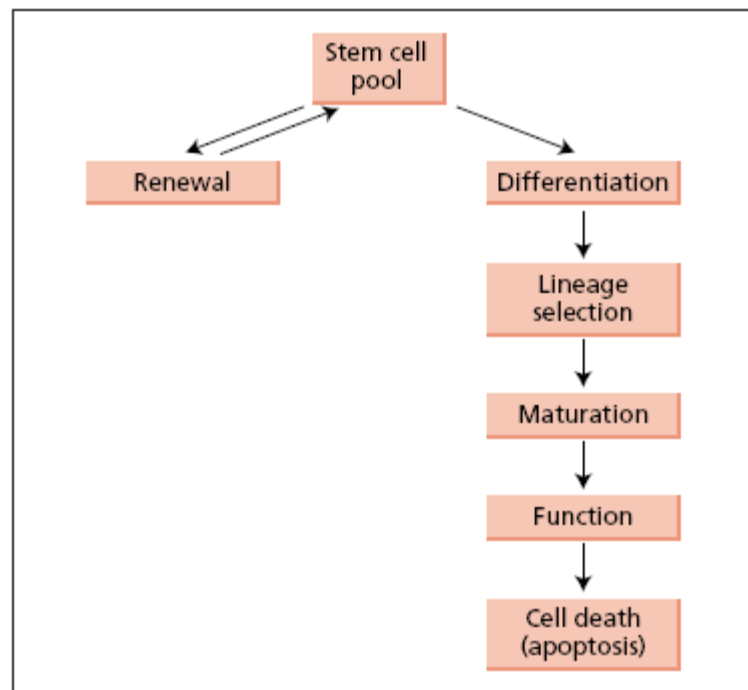 Stem cell
pool
Renewal
Differentiation
Lineage
selection
Maturation
Function
Cell death
(apoptosis)